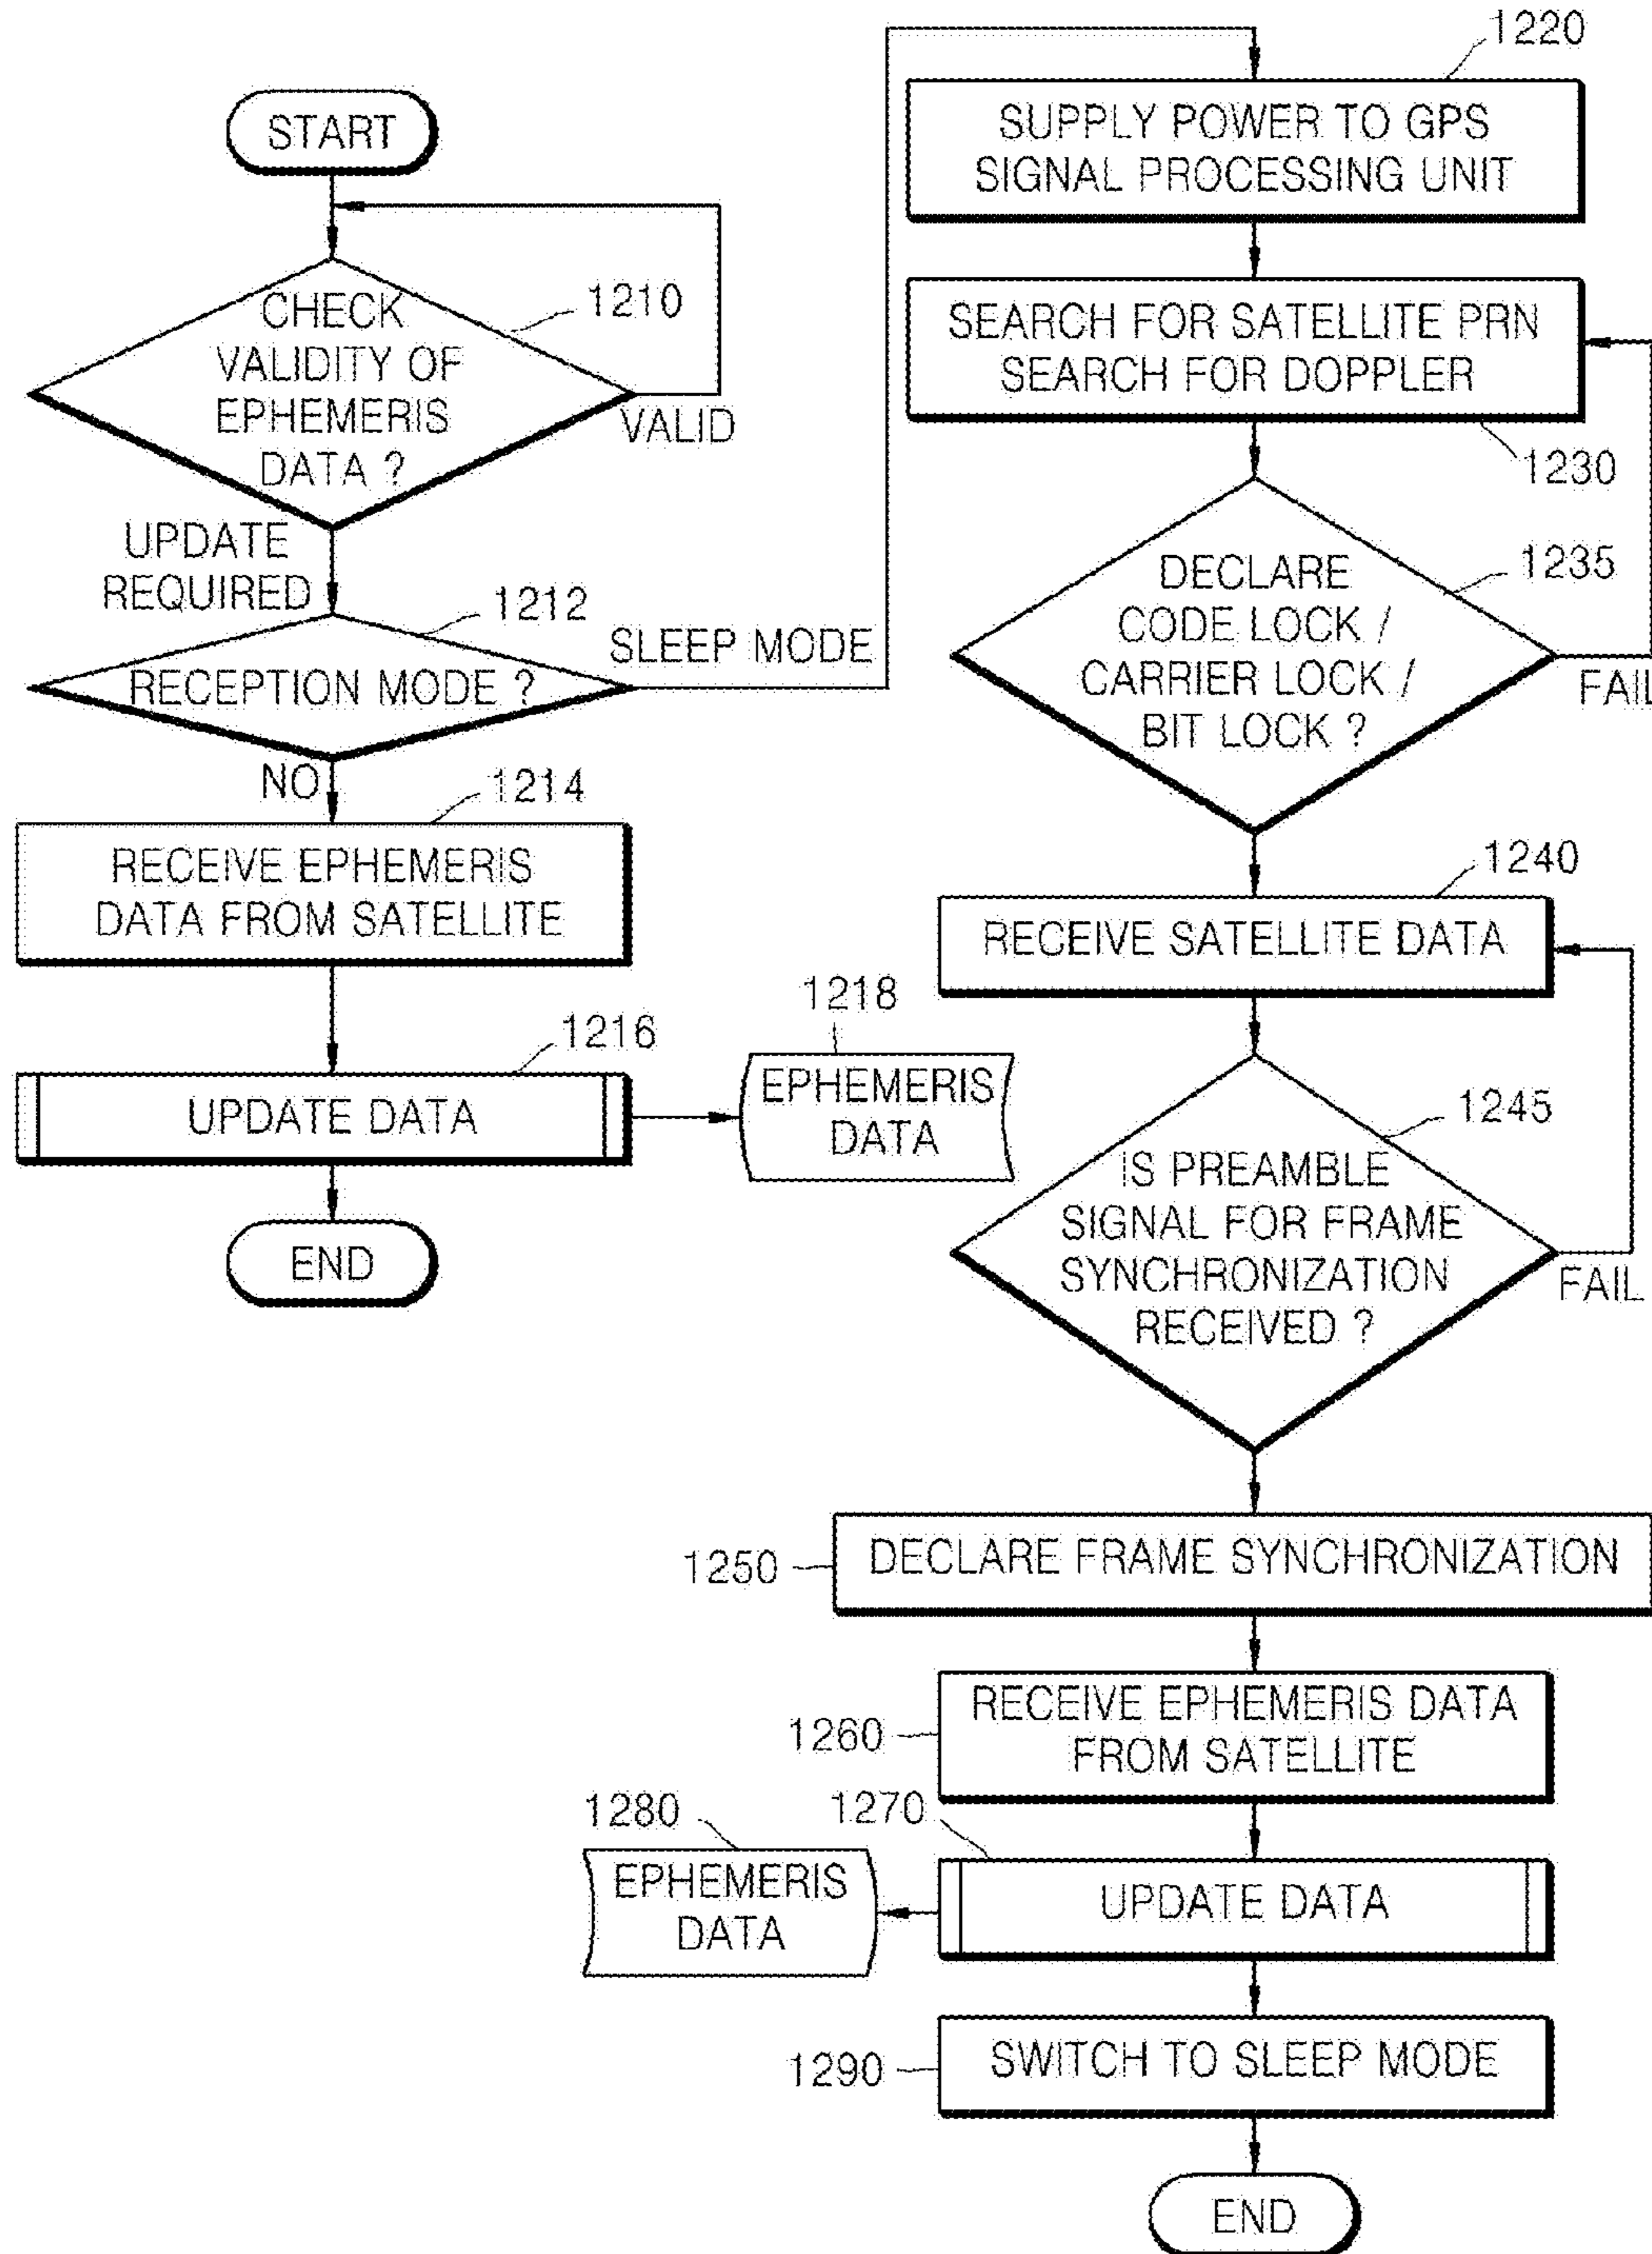 START
CHECK
VALIDITY OF
EPHEMERIS
DATA ?
1210
VALID
UPDATE
REQUIRED
1212
RECEPTION MODE ?
SLEEP MODE
NO
1214
RECEIVE EPHEMERIS
DATA FROM SATELLITE
1216
UPDATE DATA
1218
EPHEMERIS
DATA
END
1220
SUPPLY POWER TO GPS
SIGNAL PROCESSING UNIT
SEARCH FOR SATELLITE PRN
SEARCH FOR DOPPLER
1230
DECLARE
CODE LOCK /
CARRIER LOCK /
BIT LOCK ?
1235
FAIL
1240
RECEIVE SATELLITE DATA
1245
IS PREAMBLE
SIGNAL FOR FRAME
SYNCHRONIZATION
RECEIVED ?
FAIL
1250
DECLARE FRAME SYNCHRONIZATION
1260
RECEIVE EPHEMERIS DATA
FROM SATELLITE
1270
UPDATE DATA
1280
EPHEMERIS
DATA
1290
SWITCH TO SLEEP MODE
END